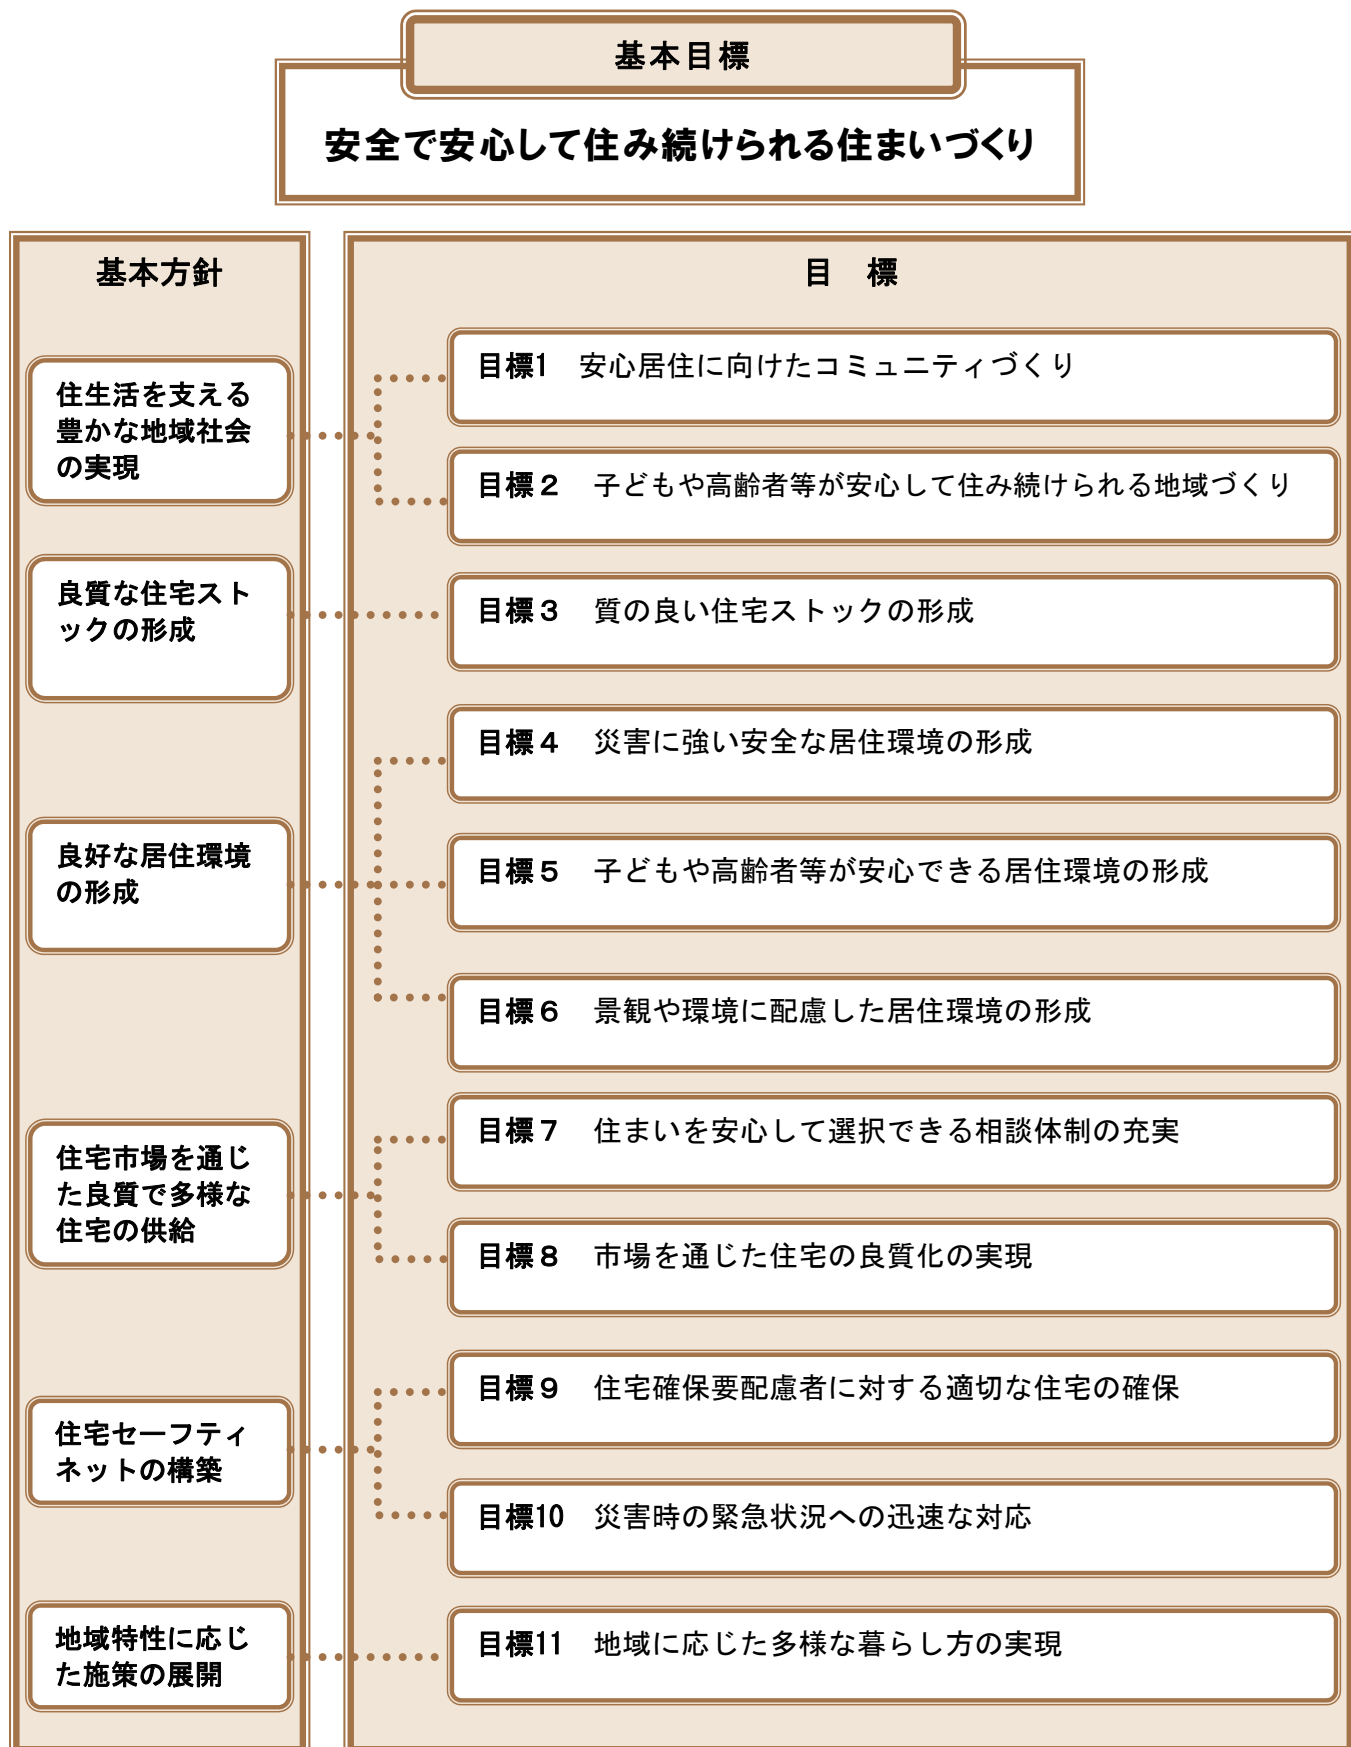 基本目標
安全で安心して住み続けられる住まいづくり
基本方針
目　標
住生活を支える
豊かな地域社会
の実現
目標1　安心居住に向けたコミュニティづくり
目標２　子どもや高齢者等が安心して住み続けられる地域づくり
良質な住宅スト
ックの形成
目標３　質の良い住宅ストックの形成
良好な居住環境
の形成
目標４　災害に強い安全な居住環境の形成
目標５　子どもや高齢者等が安心できる居住環境の形成
目標６　景観や環境に配慮した居住環境の形成
住宅市場を通じ
た良質で多様な
住宅の供給
目標７　住まいを安心して選択できる相談体制の充実
目標８　市場を通じた住宅の良質化の実現
住宅セーフティ
ネットの構築
目標９　住宅確保要配慮者に対する適切な住宅の確保
目標10　災害時の緊急状況への迅速な対応
地域特性に応じ
た施策の展開
目標11　地域に応じた多様な暮らし方の実現